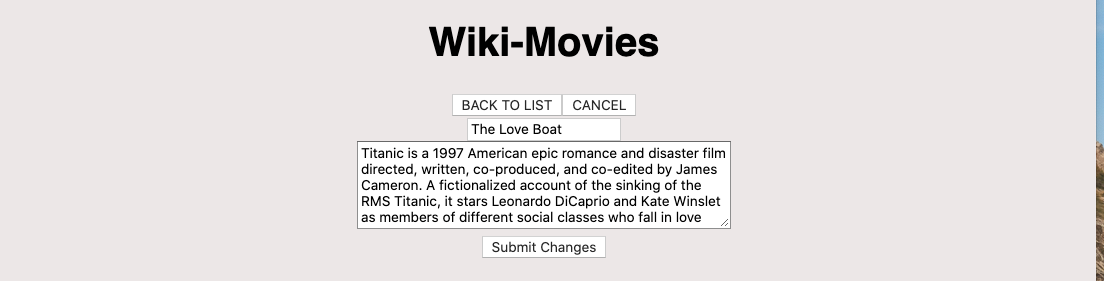 Wiki-Movies
BACK TO LIST CANCEL
The Love Boat
Titanic is a 1997 American epic romance and disaster film
directed, written, co-produced, and co-edited by James
Cameron. A fictionalized account of the sinking of the
RMS Titanic, it stars Leonardo DiCaprio and Kate Winslet
as members of different social classes who fall in love
Submit Changes